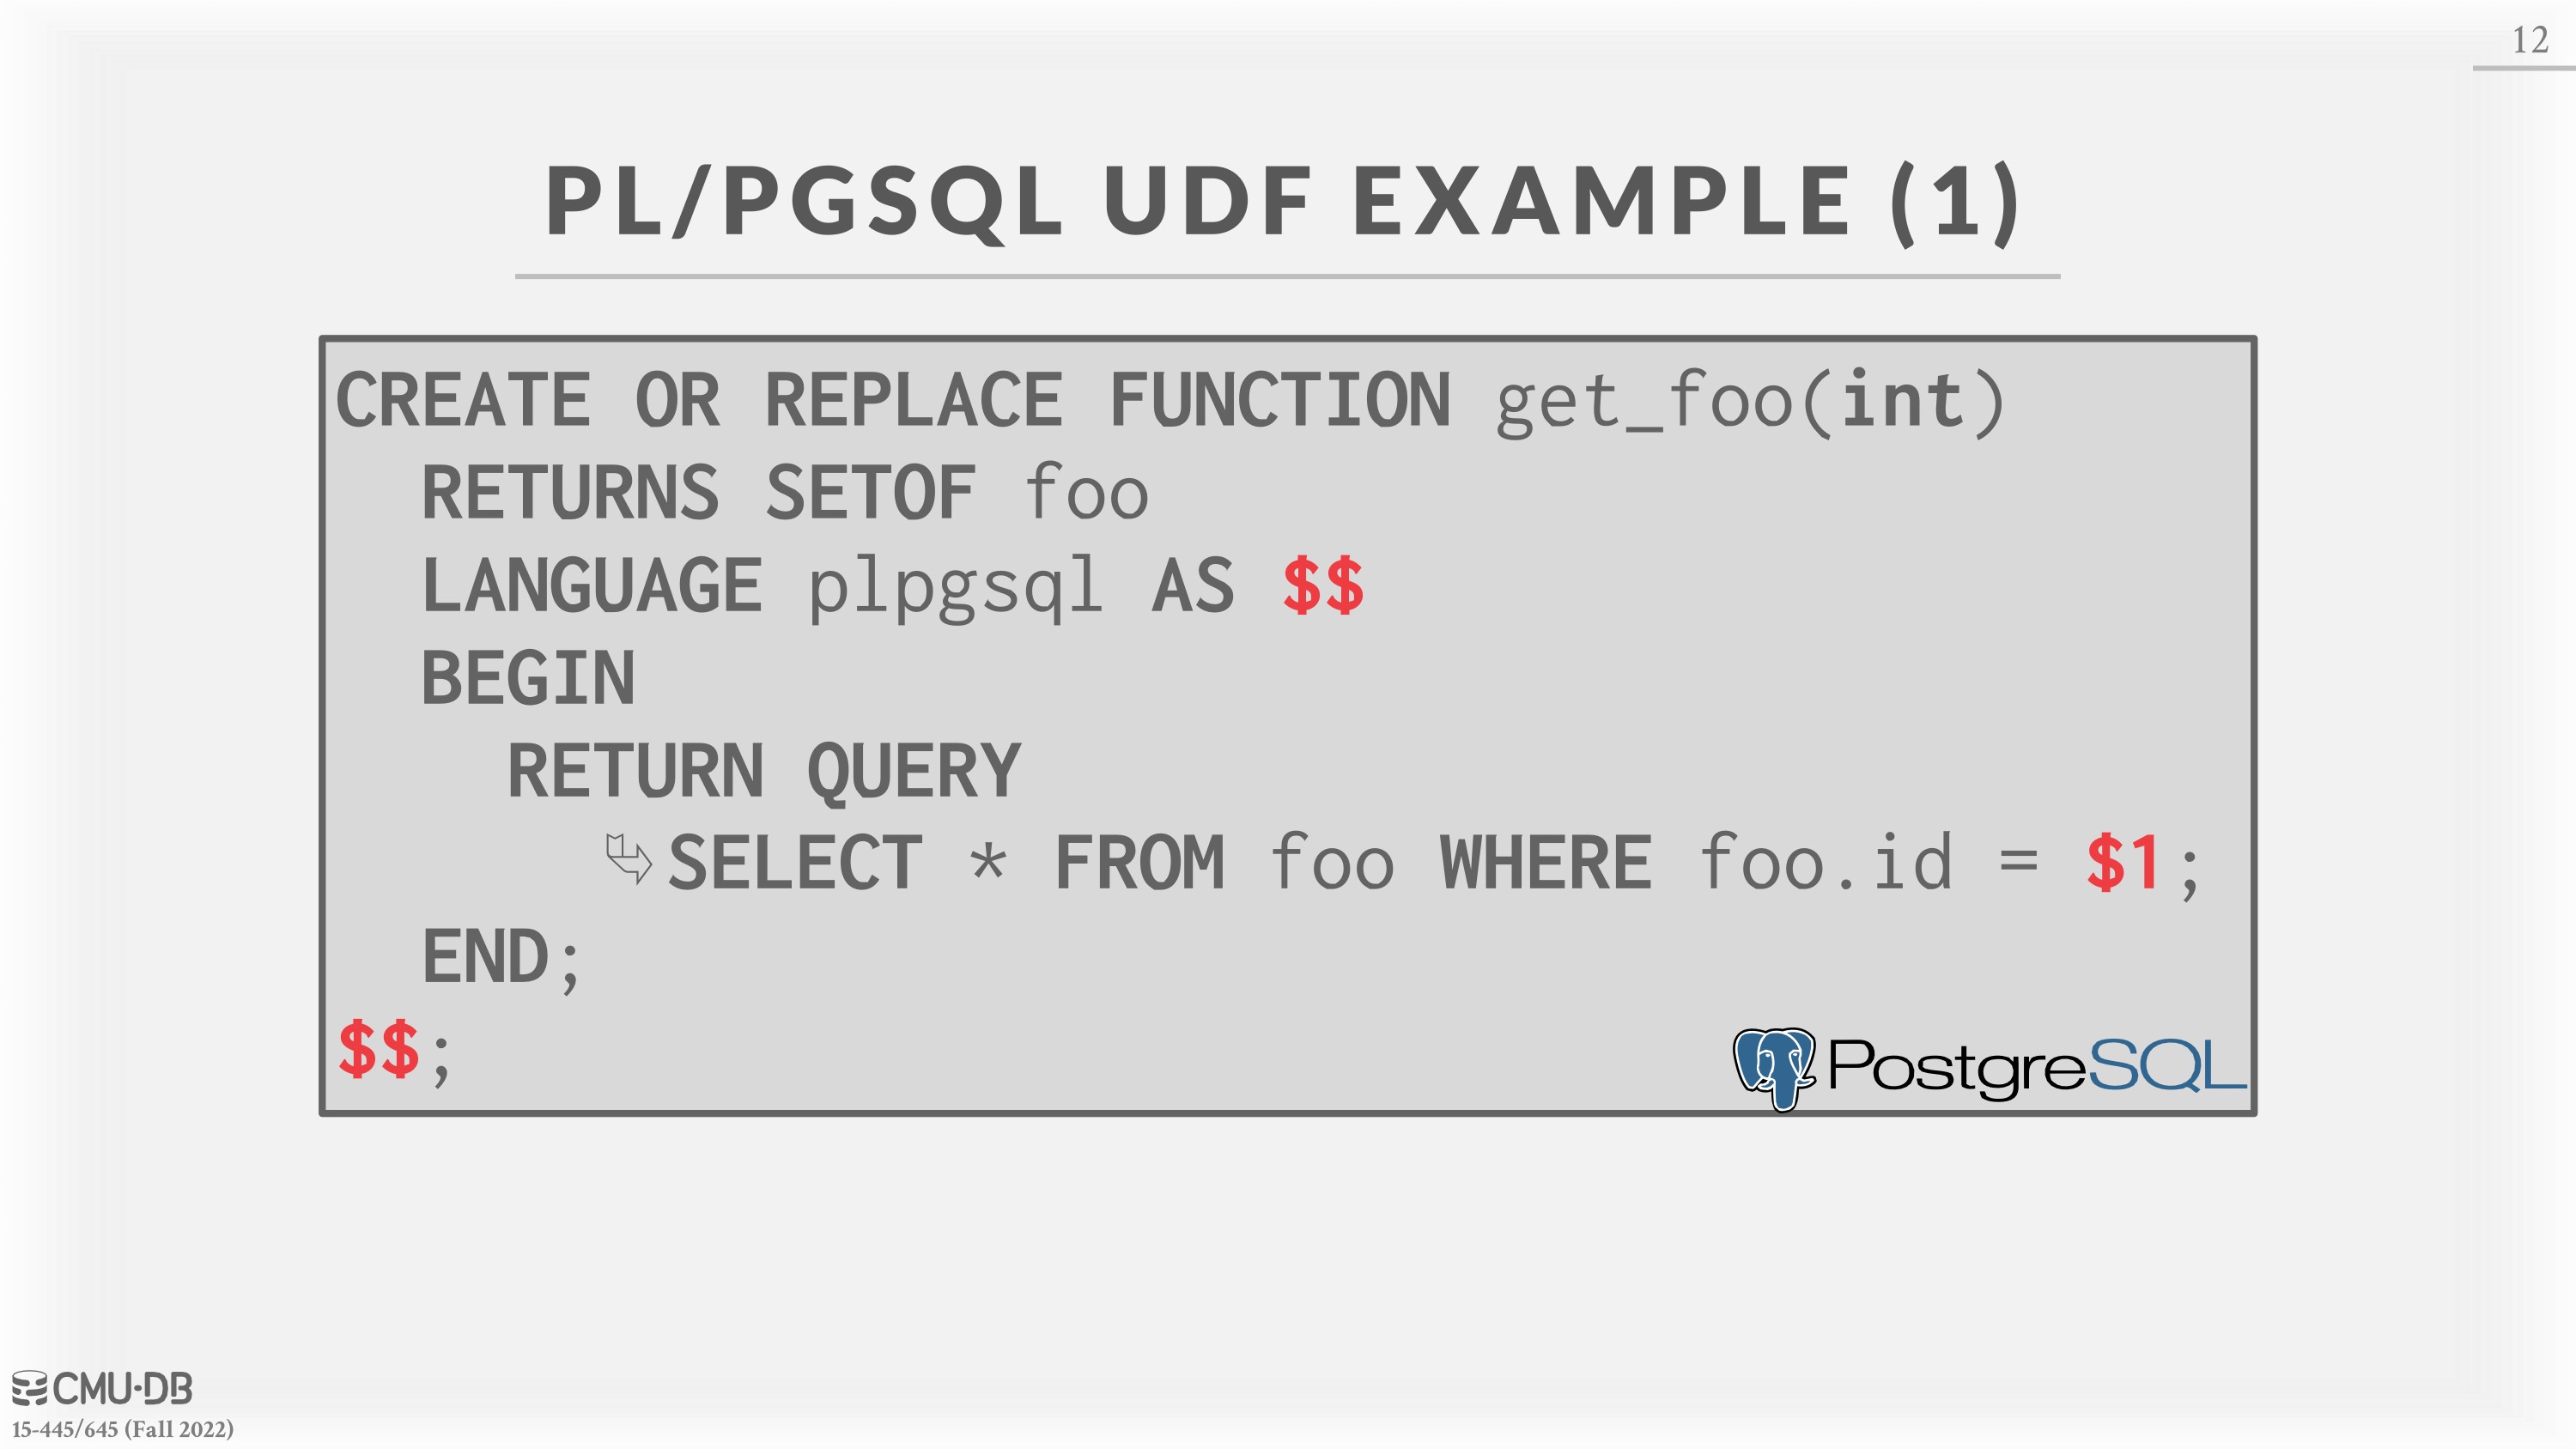 12
PL/PGSQL UDF EXAMPLE (1)
CREATE OR REPLACE FUNCTION get_foo(int)
RETURNS SETOF foo
LANGUAGE plpgsql AS $$
BEGIN
RETURN QUERY
⮱SELECT * FROM foo WHERE foo.id = $1;
END;
$$;
PostgreSQL
CMU·DB
15-445/645 (Fall 2022)